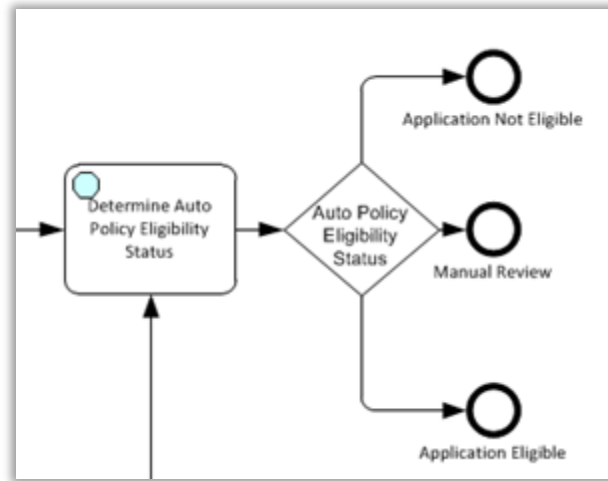 Application Not Eligible
Determine Auto
Policy Eligibility
Status
Auto Policy
Eligibility
Status
Manual Review
Application Eligible